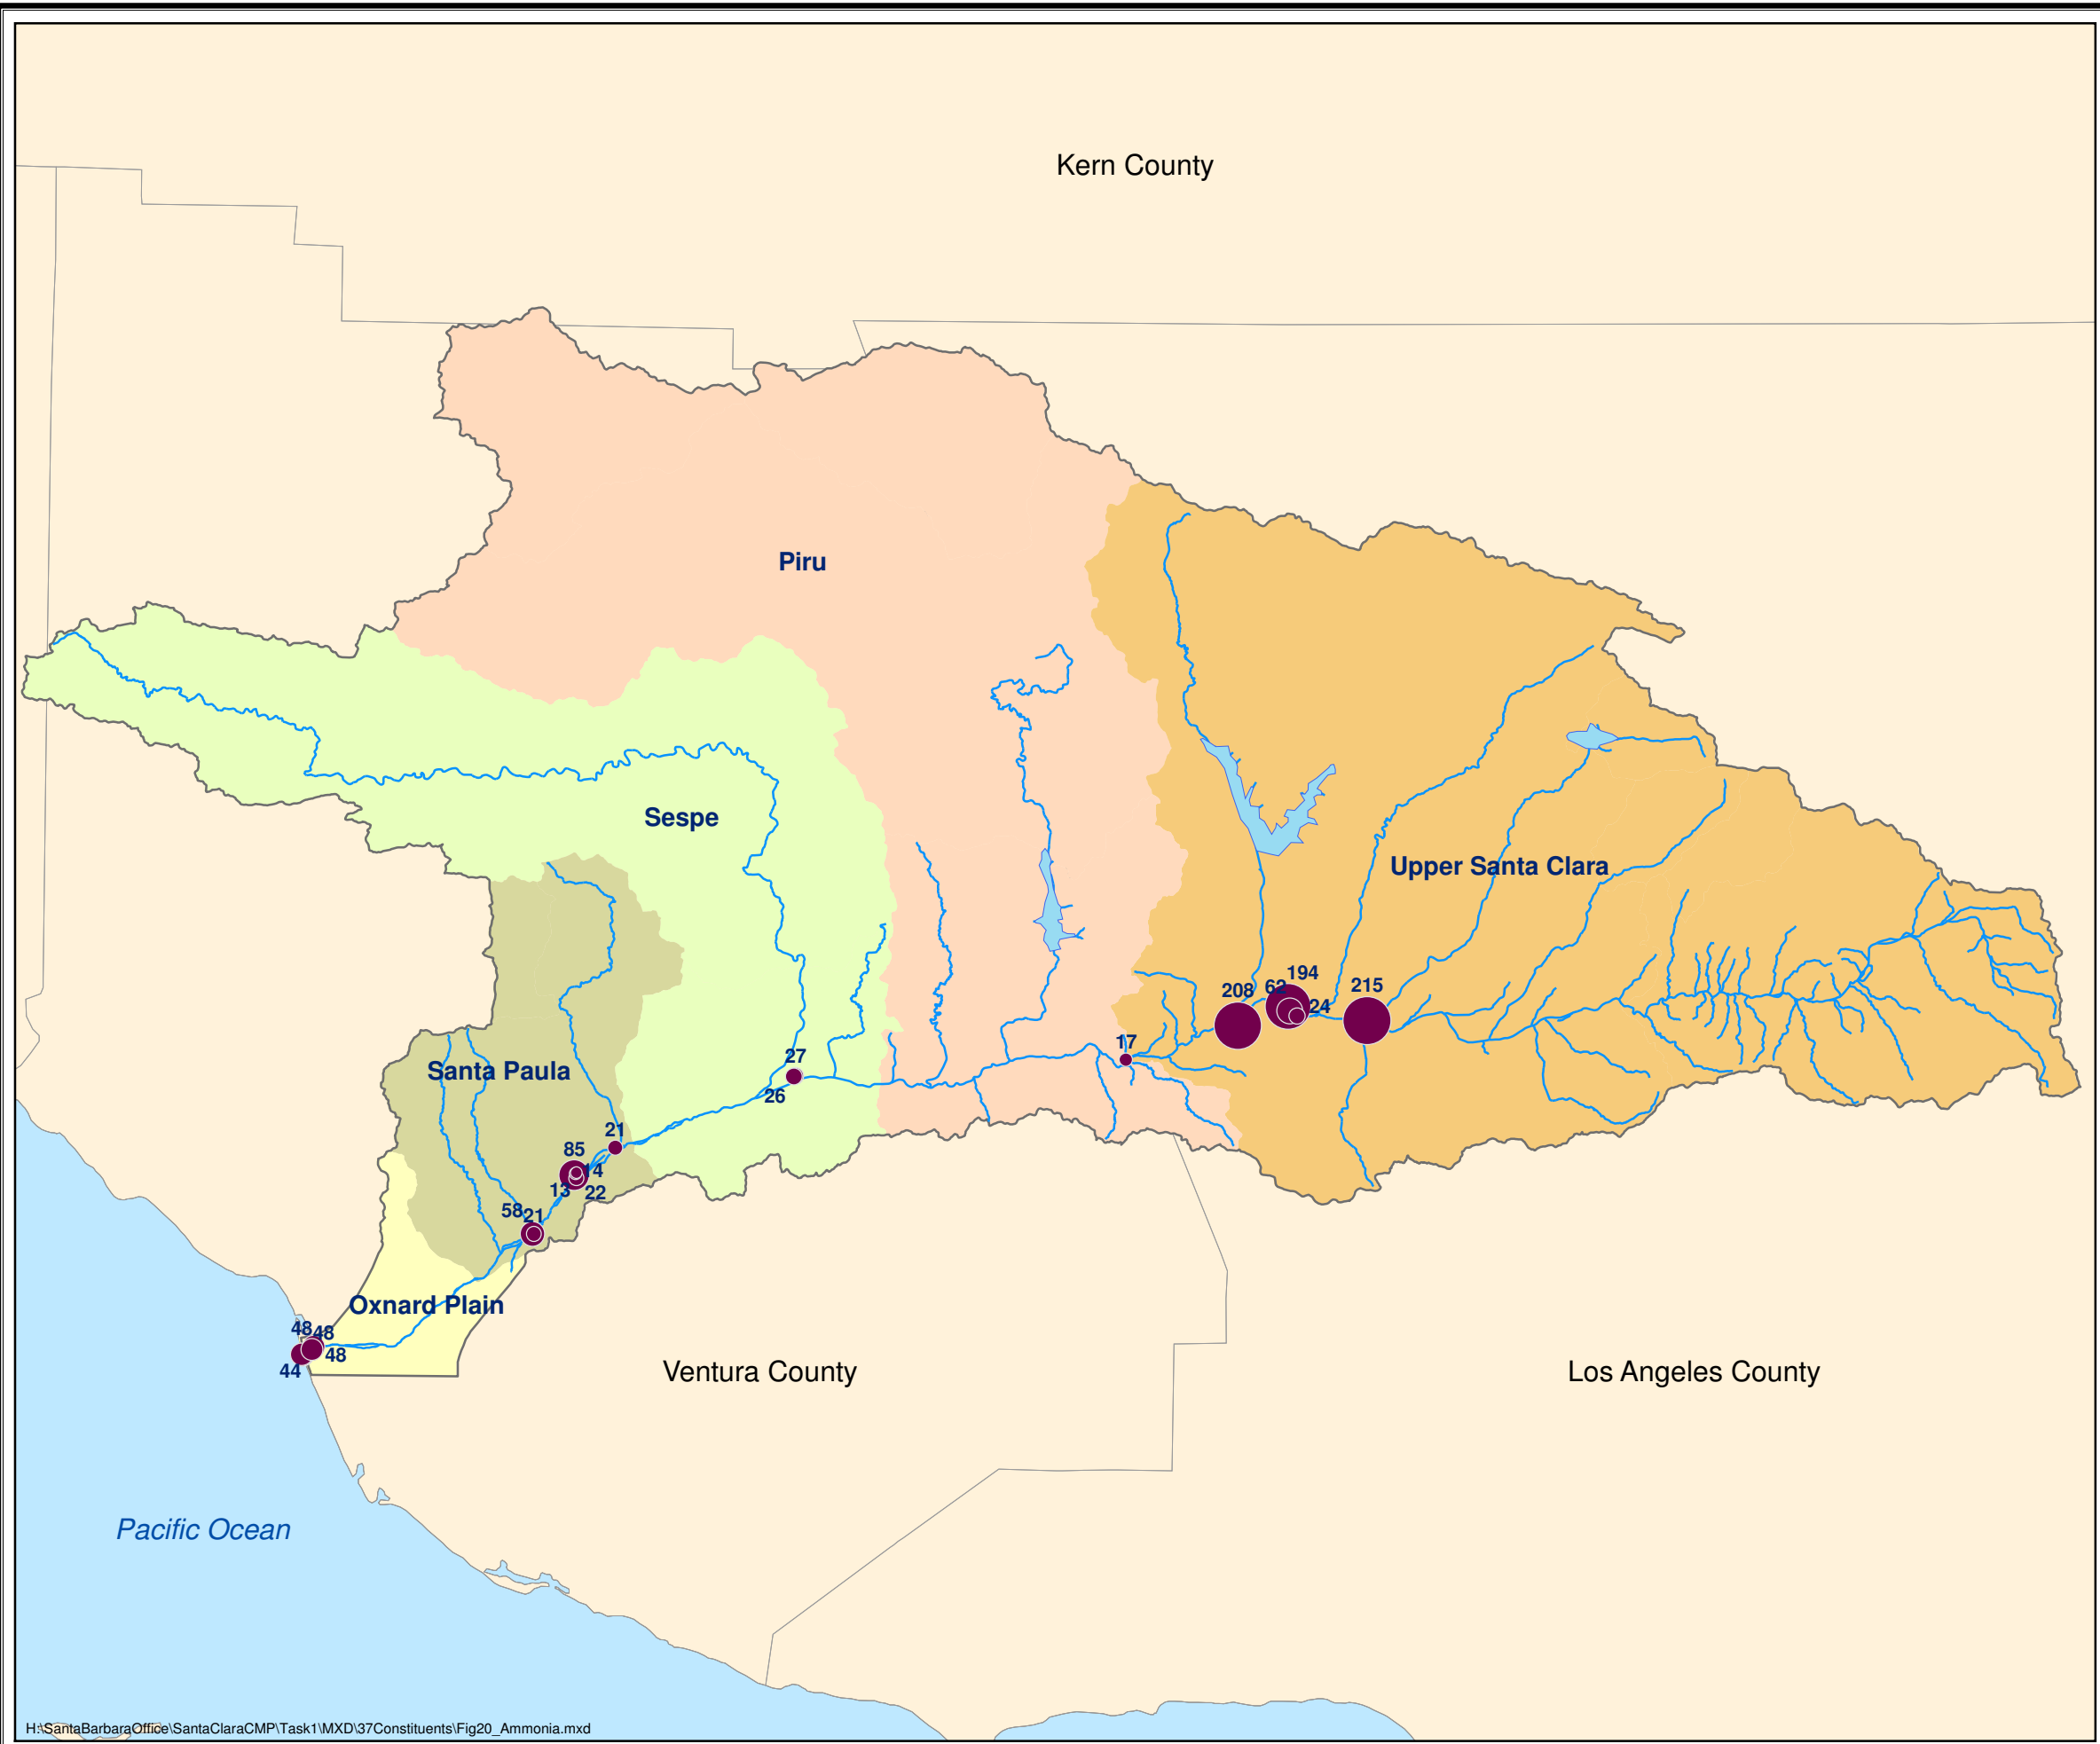 Kern County
Piru
Sespe
Upper Santa Clara
194
62
215
208
24
17
27
Santa Paula
26
21
85
14
13
22
58
21
Oxnard Plain
48
48
48
44
Ventura County
Los Angeles County
Pacific Ocean
H:\SantaBarbaraOffice\SantaClaraCMP\Task1\MXD\37Constituents\Fig20_Ammonia.mxd